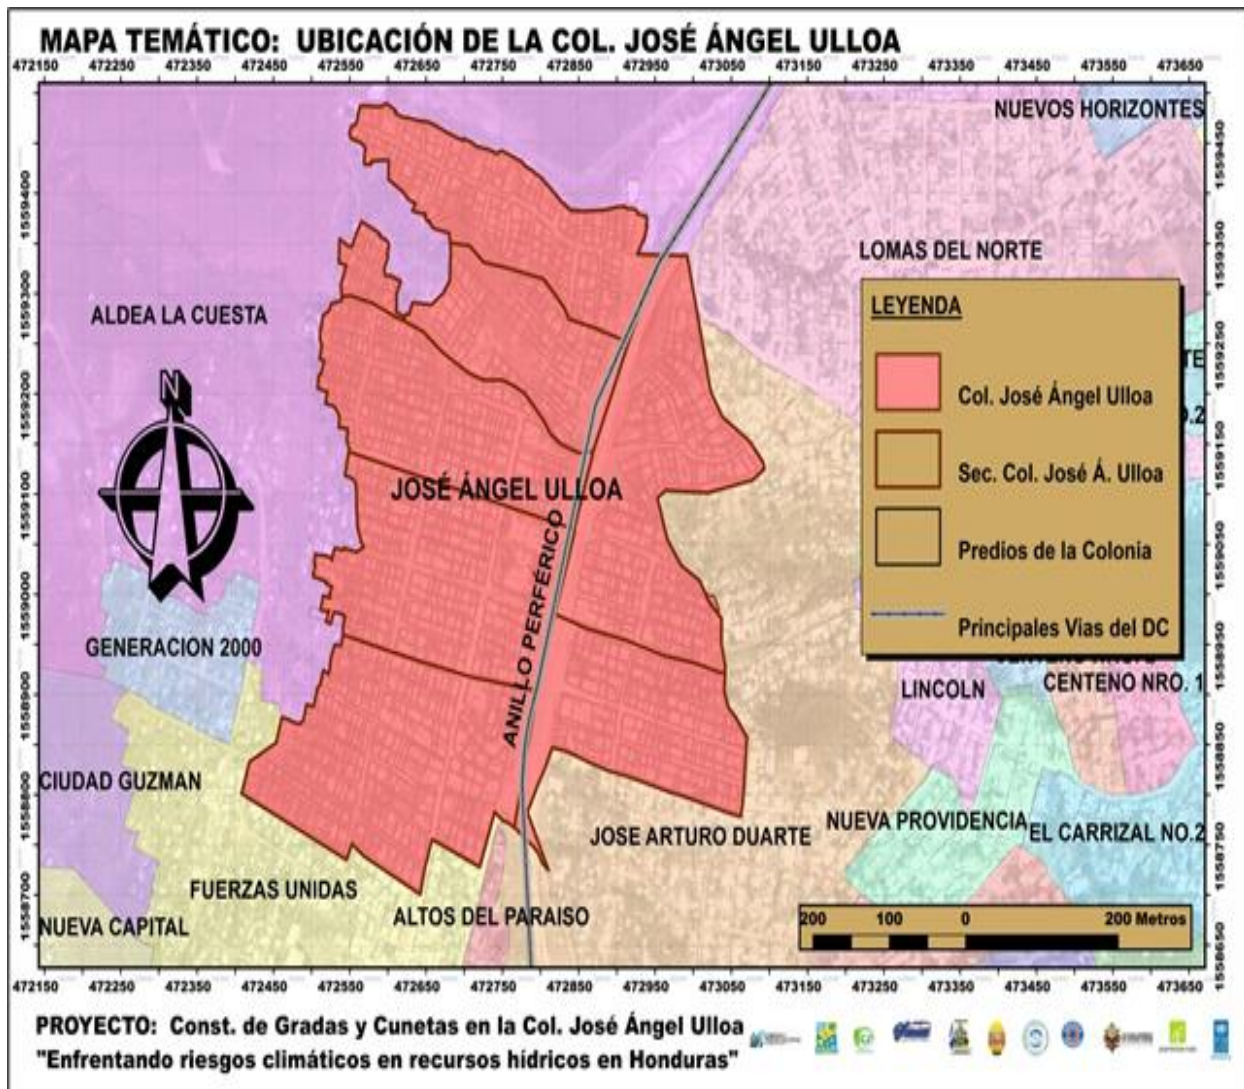 MAPA TEMÁTICO: UBICACIÓN DE LA COL. JOSÉ ÁNGEL ULLOA
472150 472250 472350 472450 472550 472650 472750 472850 472950 473050 473150 473250 473350 473450 473550 473650
NUEVOS HORIZONTES
1559450
1559400
1559350
LOMAS DEL NORTE
1559300
ALDEA LA CUESTA
LEYENDA
1559250
TE
Col. José Ángel Ulloa
O.2
1559200
N
1559150
Sec. Col. José Á. Ulloa
JOSÉ ÁNGEL ULLOA
1559100
1559050
Predios de la Colonia
ANILLO PERFÉRICO
1559000
Principales Vias del DC
GENERACION 2000
1558950
LINCOLN
CENTENO NRO. 1
1558900
1558850
CIUDAD GUZMAN
1558800
NUEVA PROVIDENCIA
EL CARRIZAL NO.2
JOSE ARTURO DUARTE
1558750
FUERZAS UNIDAS
1558700
ALTOS DEL PARAISO
NUEVA CAPITAL
200 100 0 200 Metros
1558650
472150 472250 472350 472450 472550 472650 472750 472850 472950 473050 473150 473250 473350 473450 473550 473650
PROYECTO: Const. de Gradas y Cunetas en la Col. José Ángel Ulloa
"Enfrentando riesgos climáticos en recursos hídricos en Honduras"